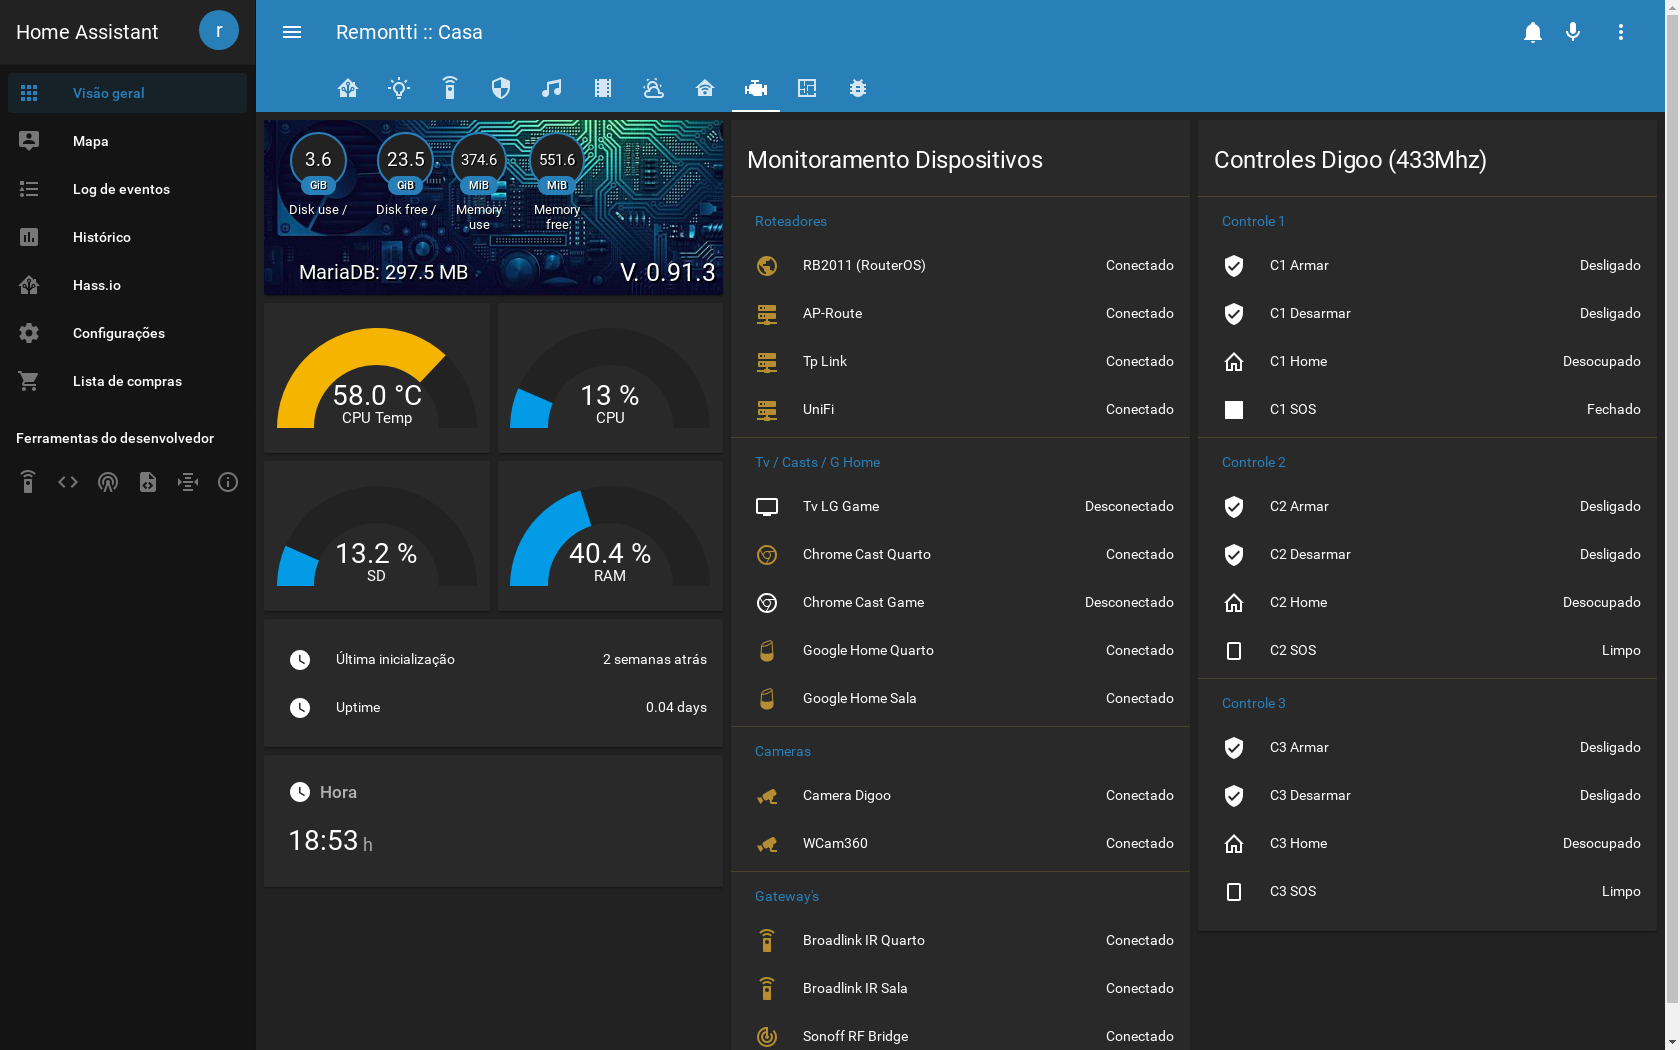 Home Assistant
r
Visão geral
Mapa
Log de eventos
Histórico
Hass.io
Configurações
Lista de compras
Ferramentas do desenvolvedor
Remontti :: Casa
3.6
GiB
Disk use /
23.5
GiB
Disk free /
374.6
MiB
Memory
use
551.6
MiB
Memory
free
MariaDB: 297.5 MB
V. 0.91.3
58.0 °C
CPU Temp
13 %
CPU
13.2 %
SD
40.4 %
RAM
Última inicialização 2 semanas atrás
Uptime 0.04 days
Hora
18:53 h
Monitoramento Dispositivos
Roteadores
RB2011 (RouterOS) Conectado
AP-Route Conectado
Tp Link Conectado
UniFi Conectado
Tv / Casts / G Home
Tv LG Game Desconectado
Chrome Cast Quarto Conectado
Chrome Cast Game Desconectado
Google Home Quarto Conectado
Google Home Sala Conectado
Cameras
Camera Digoo Conectado
WCam360 Conectado
Gateway's
Broadlink IR Quarto Conectado
Broadlink IR Sala Conectado
Sonoff RF Bridge Conectado
Controles Digoo (433Mhz)
Controle 1
C1 Armar Desligado
C1 Desarmar Desligado
C1 Home Desocupado
C1 SOS Fechado
Controle 2
C2 Armar Desligado
C2 Desarmar Desligado
C2 Home Desocupado
C2 SOS Limpo
Controle 3
C3 Armar Desligado
C3 Desarmar Desligado
C3 Home Desocupado
C3 SOS Limpo